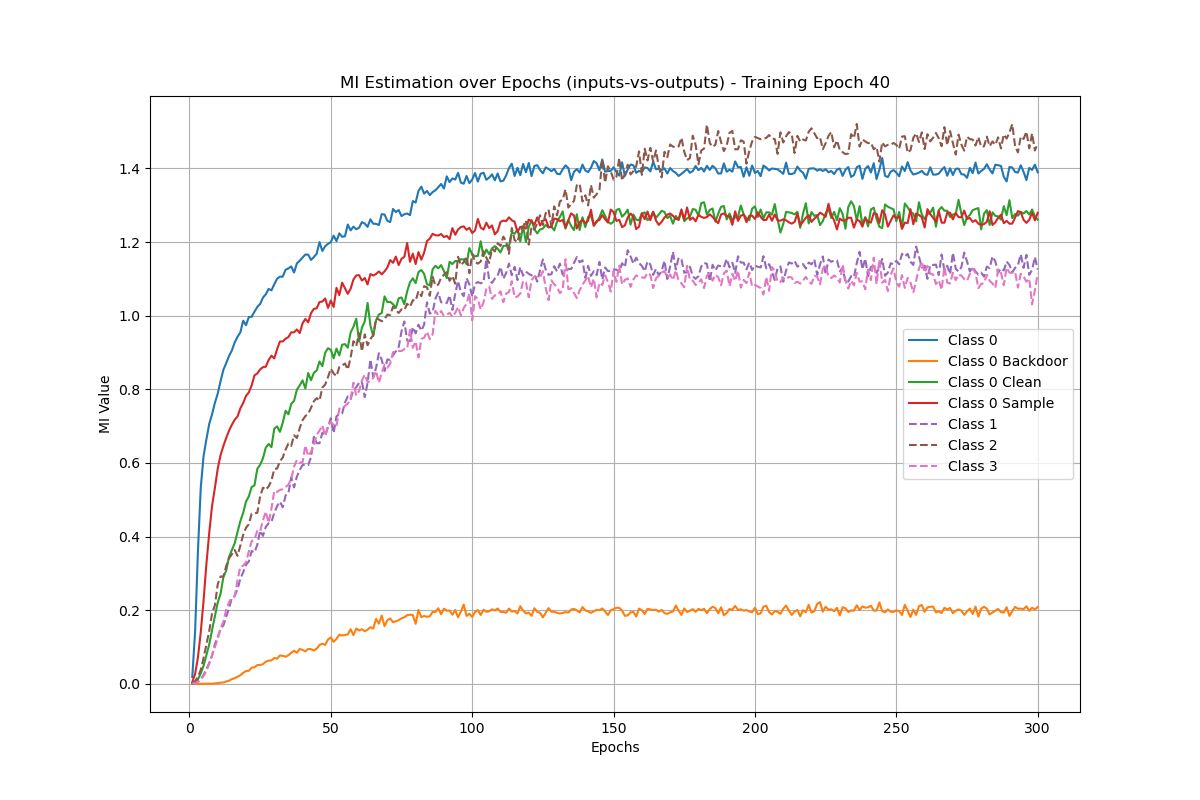 MI Estimation over Epochs (inputs-vs-outputs) - Training Epoch 40
MI Value
1.4
1.2
1.0
0.8
0.6
0.4
0.2
0.0
Class 0
Class 0 Backdoor
Class 0 Clean
Class 0 Sample
Class 1
Class 2
Class 3
0 50 100 150 200 250 300
Epochs